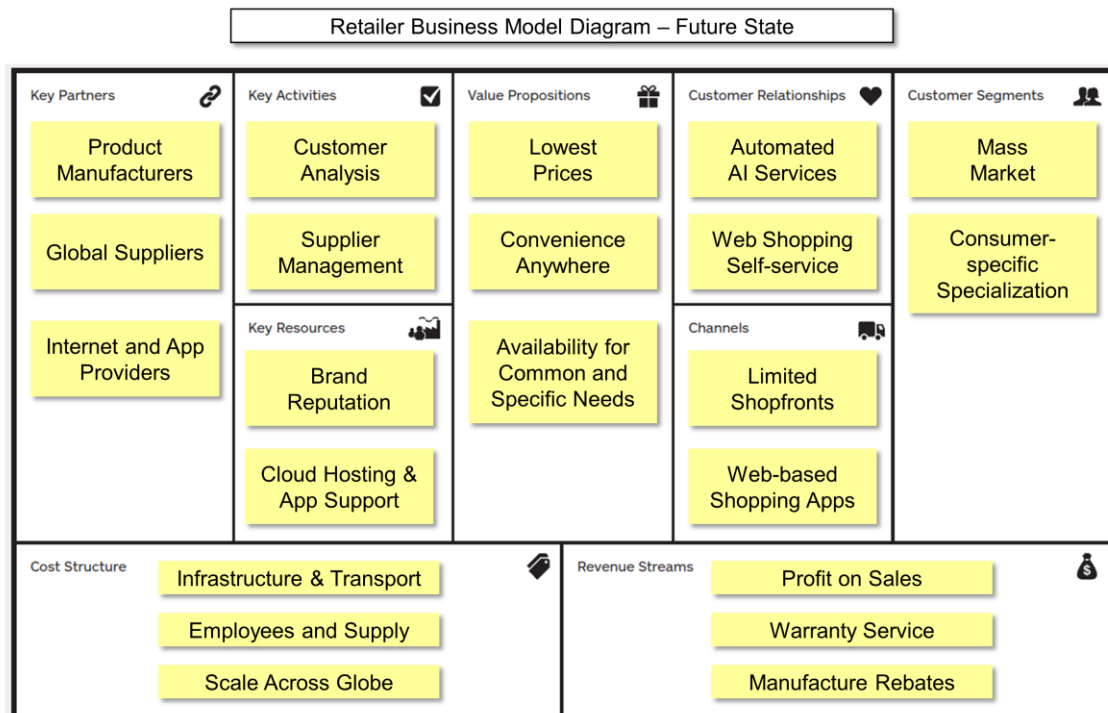 Retailer Business Model Diagram – Future State
Key Partners
Product
Manufacturers
Global Suppliers
Internet and App
Providers
Key Activities
Customer
Analysis
Supplier
Management
Key Resources
Brand
Reputation
Cloud Hosting &
App Support
Value Propositions
Lowest
Prices
Convenience
Anywhere
Availability for
Common and
Specific Needs
Customer Relationships
Automated
AI Services
Web Shopping
Self-service
Channels
Limited
Shopfronts
Web-based
Shopping Apps
Customer Segments
Mass
Market
Consumer-
specific
Specialization
Cost Structure
Infrastructure & Transport
Employees and Supply
Scale Across Globe
Revenue Streams
$
Profit on Sales
Warranty Service
Manufacture Rebates